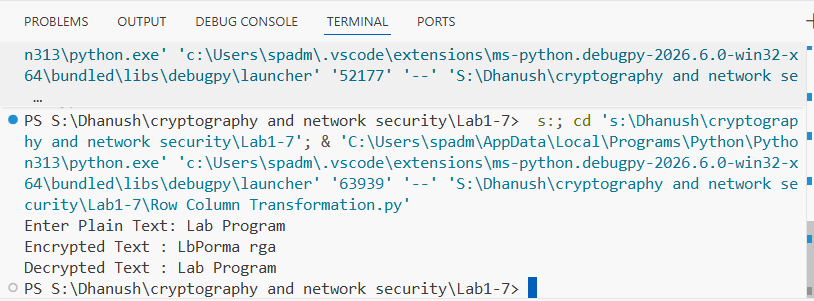 PROBLEMS OUTPUT DEBUG CONSOLE TERMINAL PORTS
n313\python.exe' 'c:\Users\spadm\.vscode\extensions\ms-python.debugpy-2026.6.0-win32-x
64\bundled\libs\debugpy\launcher' '52177' '--' 'S:\Dhanush\cryptography and network se
…
PS S:\Dhanush\cryptography and network security\Lab1-7>  s:; cd 's:\Dhanush\cryptograp
hy and network security\Lab1-7'; & 'C:\Users\spadm\AppData\Local\Programs\Python\Pytho
n313\python.exe' 'c:\Users\spadm\.vscode\extensions\ms-python.debugpy-2026.6.0-win32-x
64\bundled\libs\debugpy\launcher' '63939' '--' 'S:\Dhanush\cryptography and network se
curity\Lab1-7\Row Column Transformation.py'
Enter Plain Text: Lab Program
Encrypted Text : LbPorma rga
Decrypted Text : Lab Program
PS S:\Dhanush\cryptography and network security\Lab1-7>